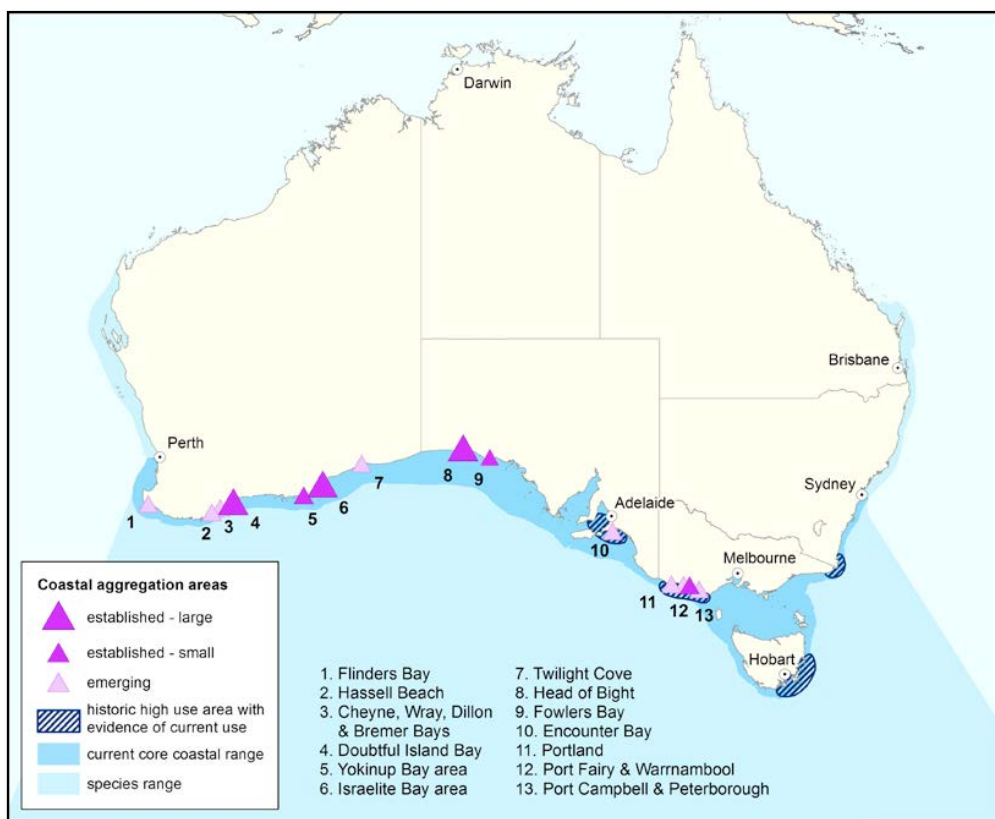 Darwin
Brisbane
Perth
Sydney
Adelaide
Melbourne
Hobart
1
2
3
4
5
6
7
8
9
10
11
12
13
Coastal aggregation areas
established - large
established - small
emerging
historic high use area with
evidence of current use
current core coastal range
species range
1. Flinders Bay
2. Hassell Beach
3. Cheyne, Wray, Dillon
& Bremer Bays
4. Doubtful Island Bay
5. Yokinup Bay area
6. Israelite Bay area
7. Twilight Cove
8. Head of Bight
9. Fowlers Bay
10. Encounter Bay
11. Portland
12. Port Fairy & Warrnambool
13. Port Campbell & Peterborough